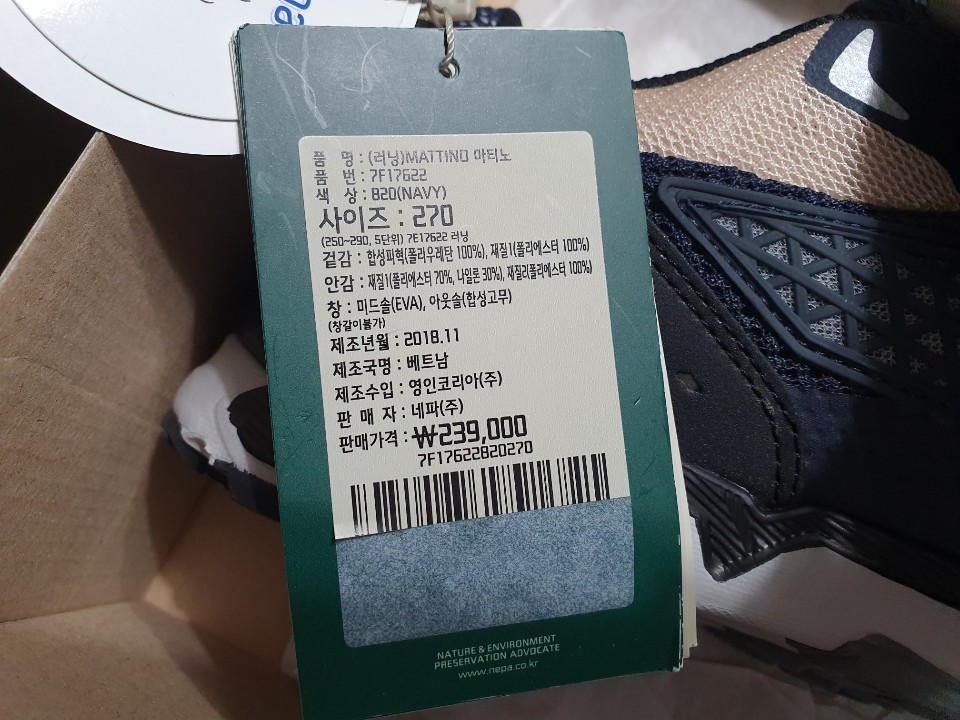 품 명 : (러닝)MATTINO 마티노
품 번 : 7F17622
색 상 : 820(NAVY)
사이즈 : 270
(250~290, 5단위) 7E17622 러닝
겉감 : 합성피혁(폴리우레탄 100%), 재질1(폴리에스터 100%)
안감 : 재질1(폴리에스터 70%, 나일론 30%), 재질2(폴리에스터 100%)
창 : 미드솔(EVA), 아웃솔(합성고무)
(창갈이불가)
제조년월 : 2018.11
제조국명 : 베트남
제조수입 : 영인코리아(주)
판 매 자 : 네파(주)
판매가격 : ₩239,000
7F17622820270
NATURE & ENVIRONMENT
PRESERVATION ADVOCATE
www.nepa.co.kr